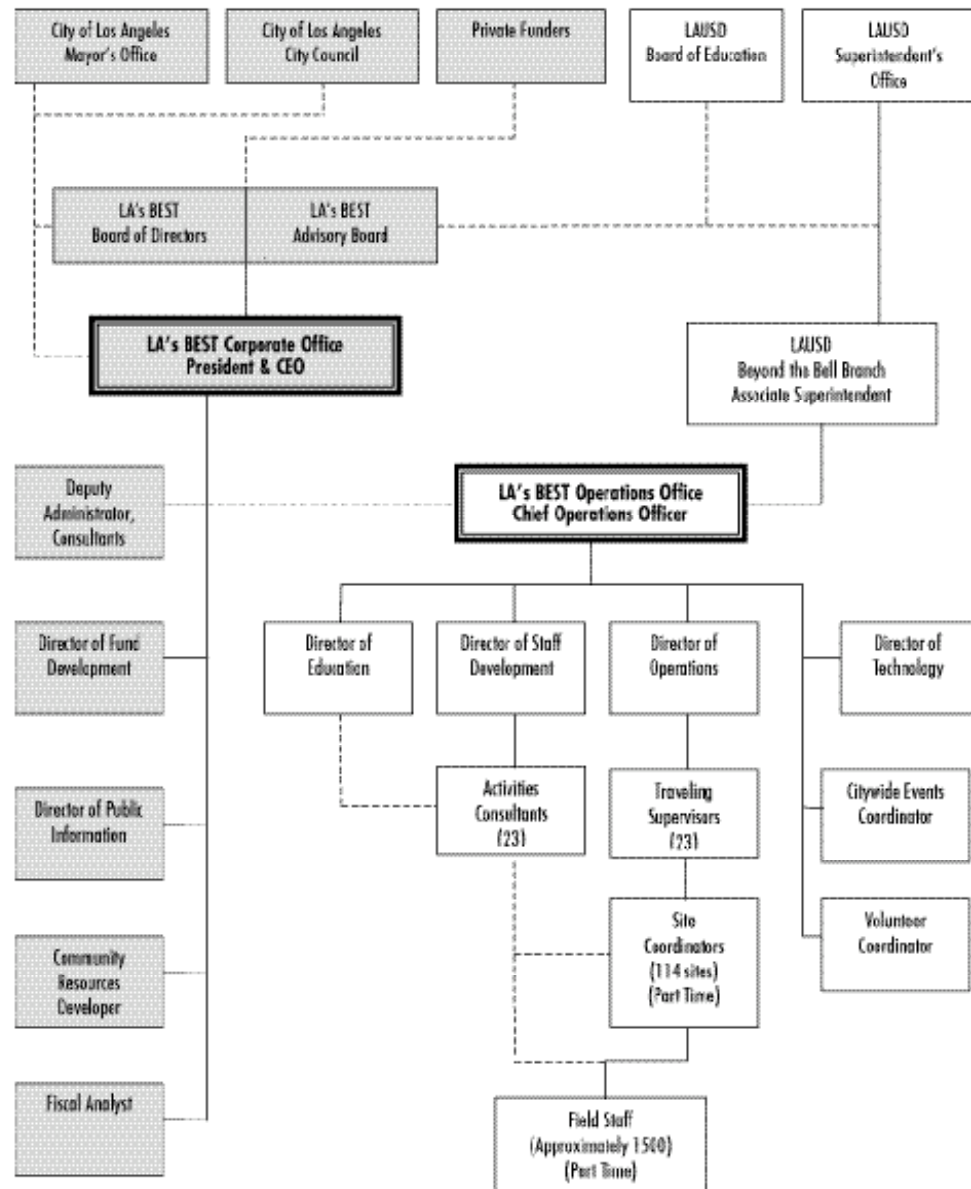 City of Los Angeles
Mayor's Office
City of Los Angeles
City Council
Private Funders
LAUSD
Board of Education
LAUSD
Superintendent's
Office
LA's BEST
Board of Directors
LA's BEST
Advisory Board
LA's BEST Corporate Office
President & CEO
LAUSD
Beyond the Bell Branch
Associate Superintendent
Deputy
Administrator,
Consultants
LA's BEST Operations Office
Chief Operations Officer
Director of Fund
Development
Director of
Education
Director of Staff
Development
Director of
Operations
Director of
Technology
Director of Public
Information
Activities
Consultants
(23)
Traveling
Supervisors
(23)
Citywide Events
Coordinator
Community
Resources
Developer
Site
Coordinators
(114 sites)
(Part Time)
Volunteer
Coordinator
Fiscal Analyst
Field Staff
(Approximately 1500)
(Part Time)